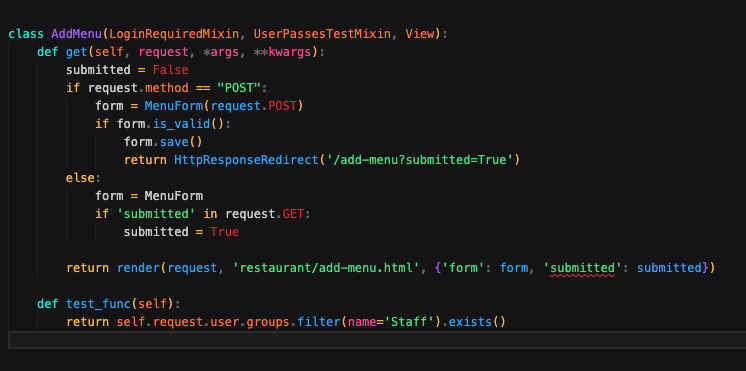 class AddMenu(LoginRequiredMixin, UserPassesTestMixin, View):
    def get(self, request, *args, **kwargs):
        submitted = False
        if request.method == "POST":
            form = MenuForm(request.POST)
            if form.is_valid():
                form.save()
                return HttpResponseRedirect('/add-menu?submitted=True')
        else:
            form = MenuForm
            if 'submitted' in request.GET:
                submitted = True
        return render(request, 'restaurant/add-menu.html', {'form': form, 'submitted': submitted})
    def test_func(self):
        return self.request.user.groups.filter(name='Staff').exists()